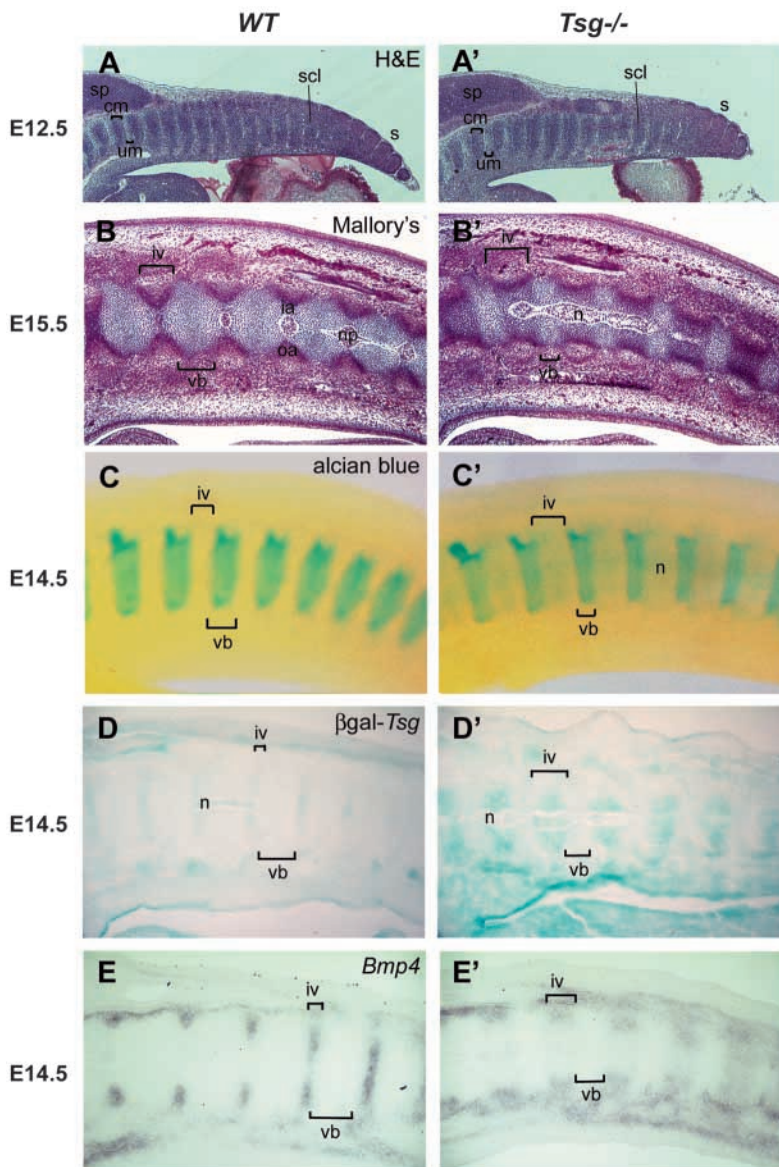 WT Tsg-/-
A H&E A'
sp scl sp scl
cm s cm s
E12.5
um um
B Mallory's B'
iv iv
E15.5
ia n
np
oa
vb vb
C alcian blue C'
iv iv
E14.5
n
vb vb
D βgal-Tsg D'
iv iv
E14.5
n n
vb vb
E Bmp4 E'
iv iv
E14.5
vb vb